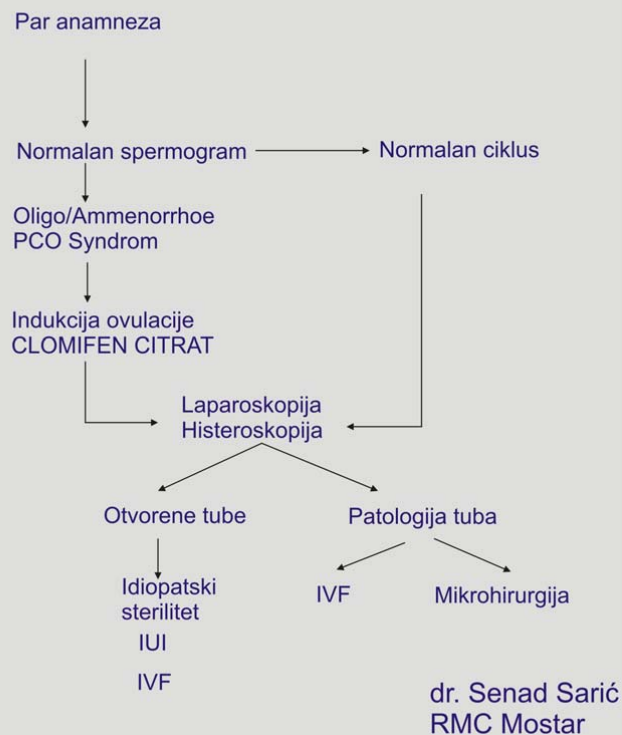 Par anamneza
Normalan spermogram
Normalan ciklus
Oligo/Ammenorrhoe
PCO Syndrom
Indukcija ovulacije
CLOMIFEN CITRAT
Laparoskopija
Histeroskopija
Otvorene tube
Patologija tuba
Idiopatski
sterilitet
IUI
IVF
IVF
Mikrohirurgija
dr. Senad Sarić
RMC Mostar